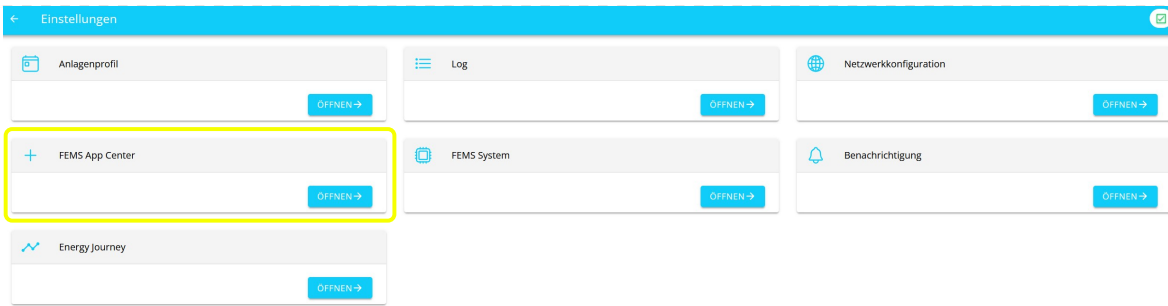 Einstellungen
Anlagenprofil
ÖFFNEN
Log
ÖFFNEN
Netzwerkkonfiguration
ÖFFNEN
FEMS App Center
ÖFFNEN
FEMS System
ÖFFNEN
Benachrichtigung
ÖFFNEN
Energy Journey
ÖFFNEN